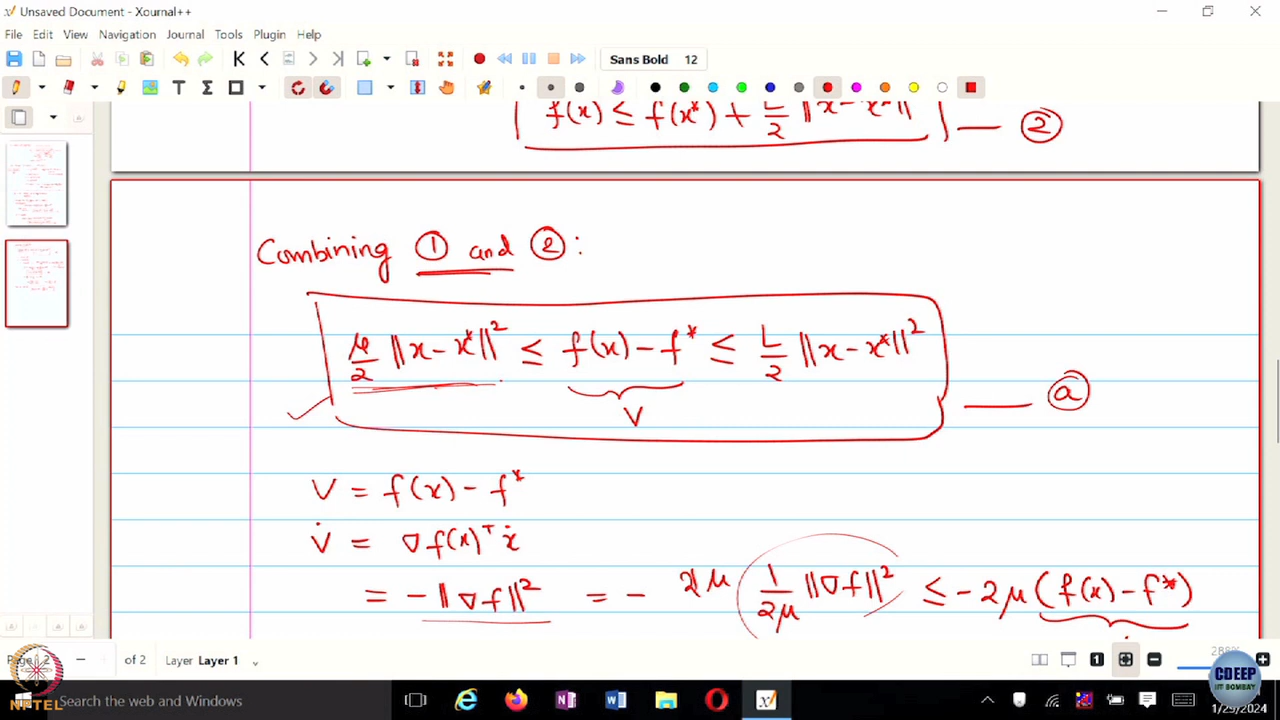 Unsaved Document - Xournal++
File Edit View Navigation Journal Tools Plugin Help
Sans Bold 12
f(x) ≤ f(x*) + L/2 ||x - x*||² — ②
Combining ① and ②:
μ/2 ||x - x*||² ≤ f(x) - f* ≤ L/2 ||x - x*||² — ⓐ
V
V = f(x) - f*
V̇ = ∇f(x)ᵀ ẋ
= - ||∇f||² = - 2μ 1/2μ ||∇f||² ≤ - 2μ (f(x) - f*)
of 2 Layer Layer 1
288%
Search the web and Windows
NPTEL
CDEEP
IIT BOMBAY
1/29/2024